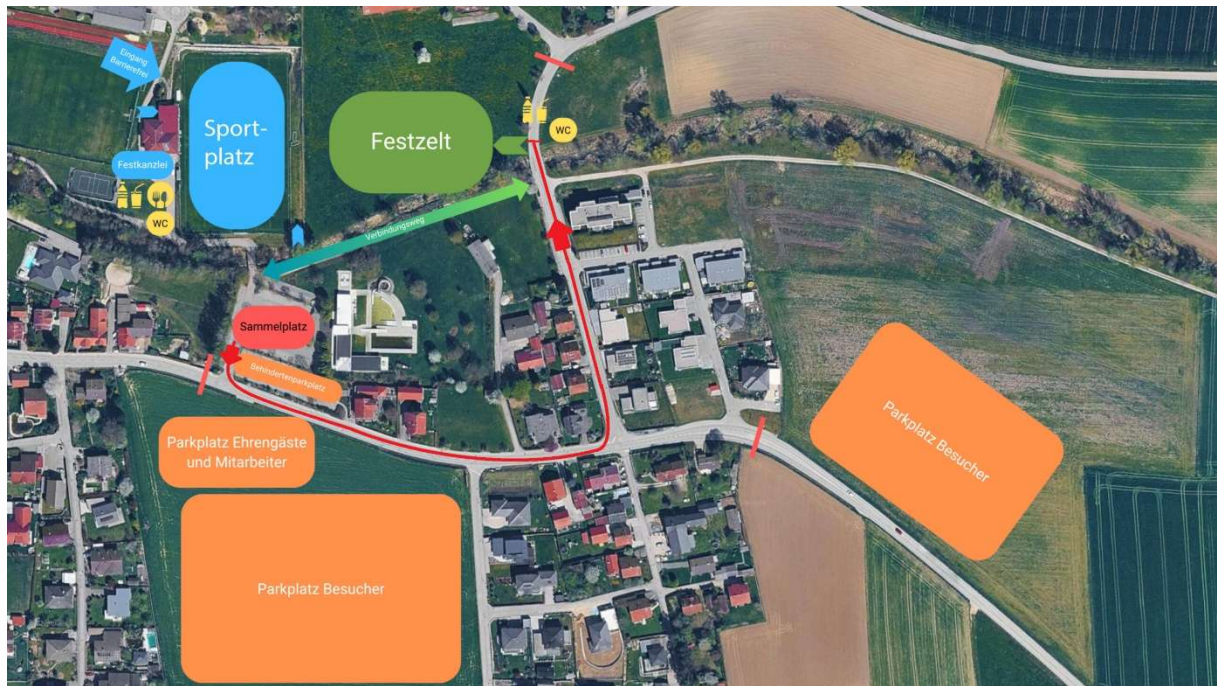 Eingang
Barrierefrei
Sport-
platz
Festzelt
WC
Festkanzlei
WC
Verbindungsweg
Sammelplatz
Behindertenparkplatz
Parkplatz Ehrengäste
und Mitarbeiter
Parkplatz Besucher
Parkplatz Besucher